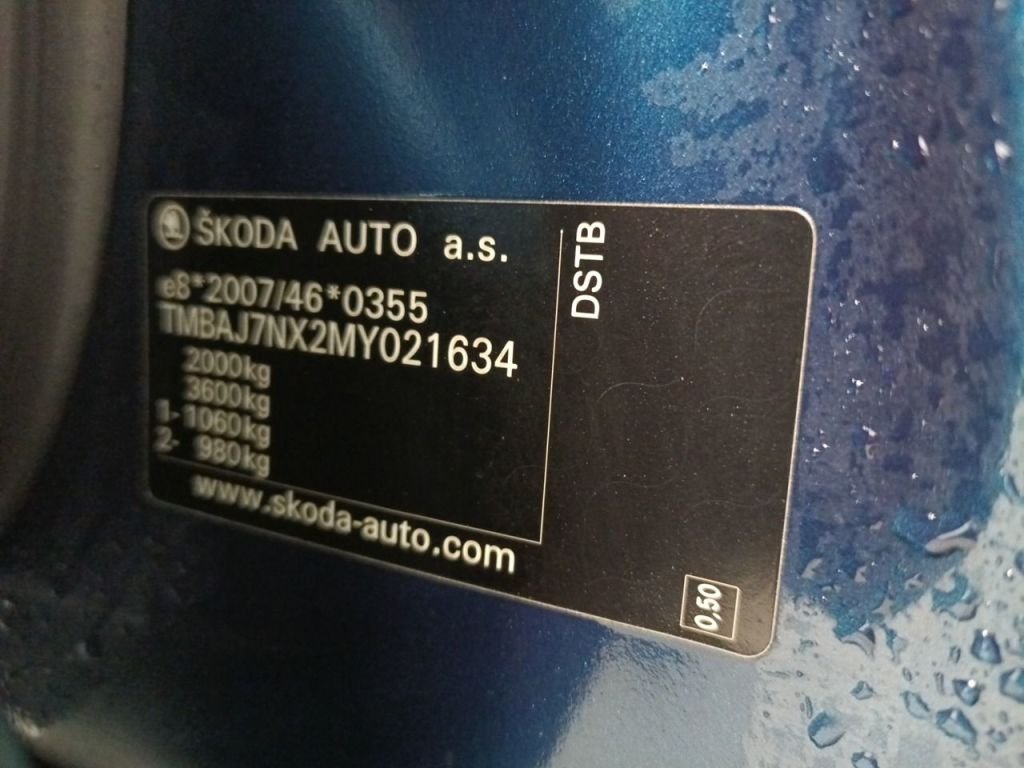 ŠKODA AUTO a.s.
e8*2007/46*0355
TMBAJ7NX2MY021634
2000kg
3600kg
1- 1060kg
2- 980kg
www.skoda-auto.com
DSTB
0,50